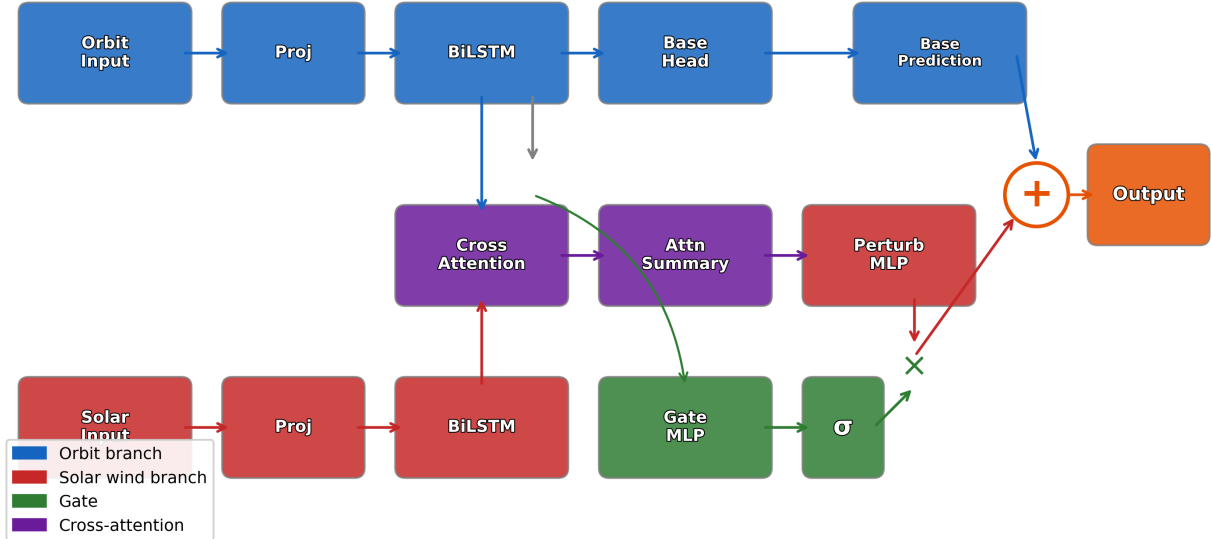 Orbit
Input
Proj
BiLSTM
Base
Head
Base
Prediction
+
Output
Cross
Attention
Attn
Summary
Perturb
MLP
×
Solar
Input
Proj
BiLSTM
Gate
MLP
σ
Orbit branch
Solar wind branch
Gate
Cross-attention